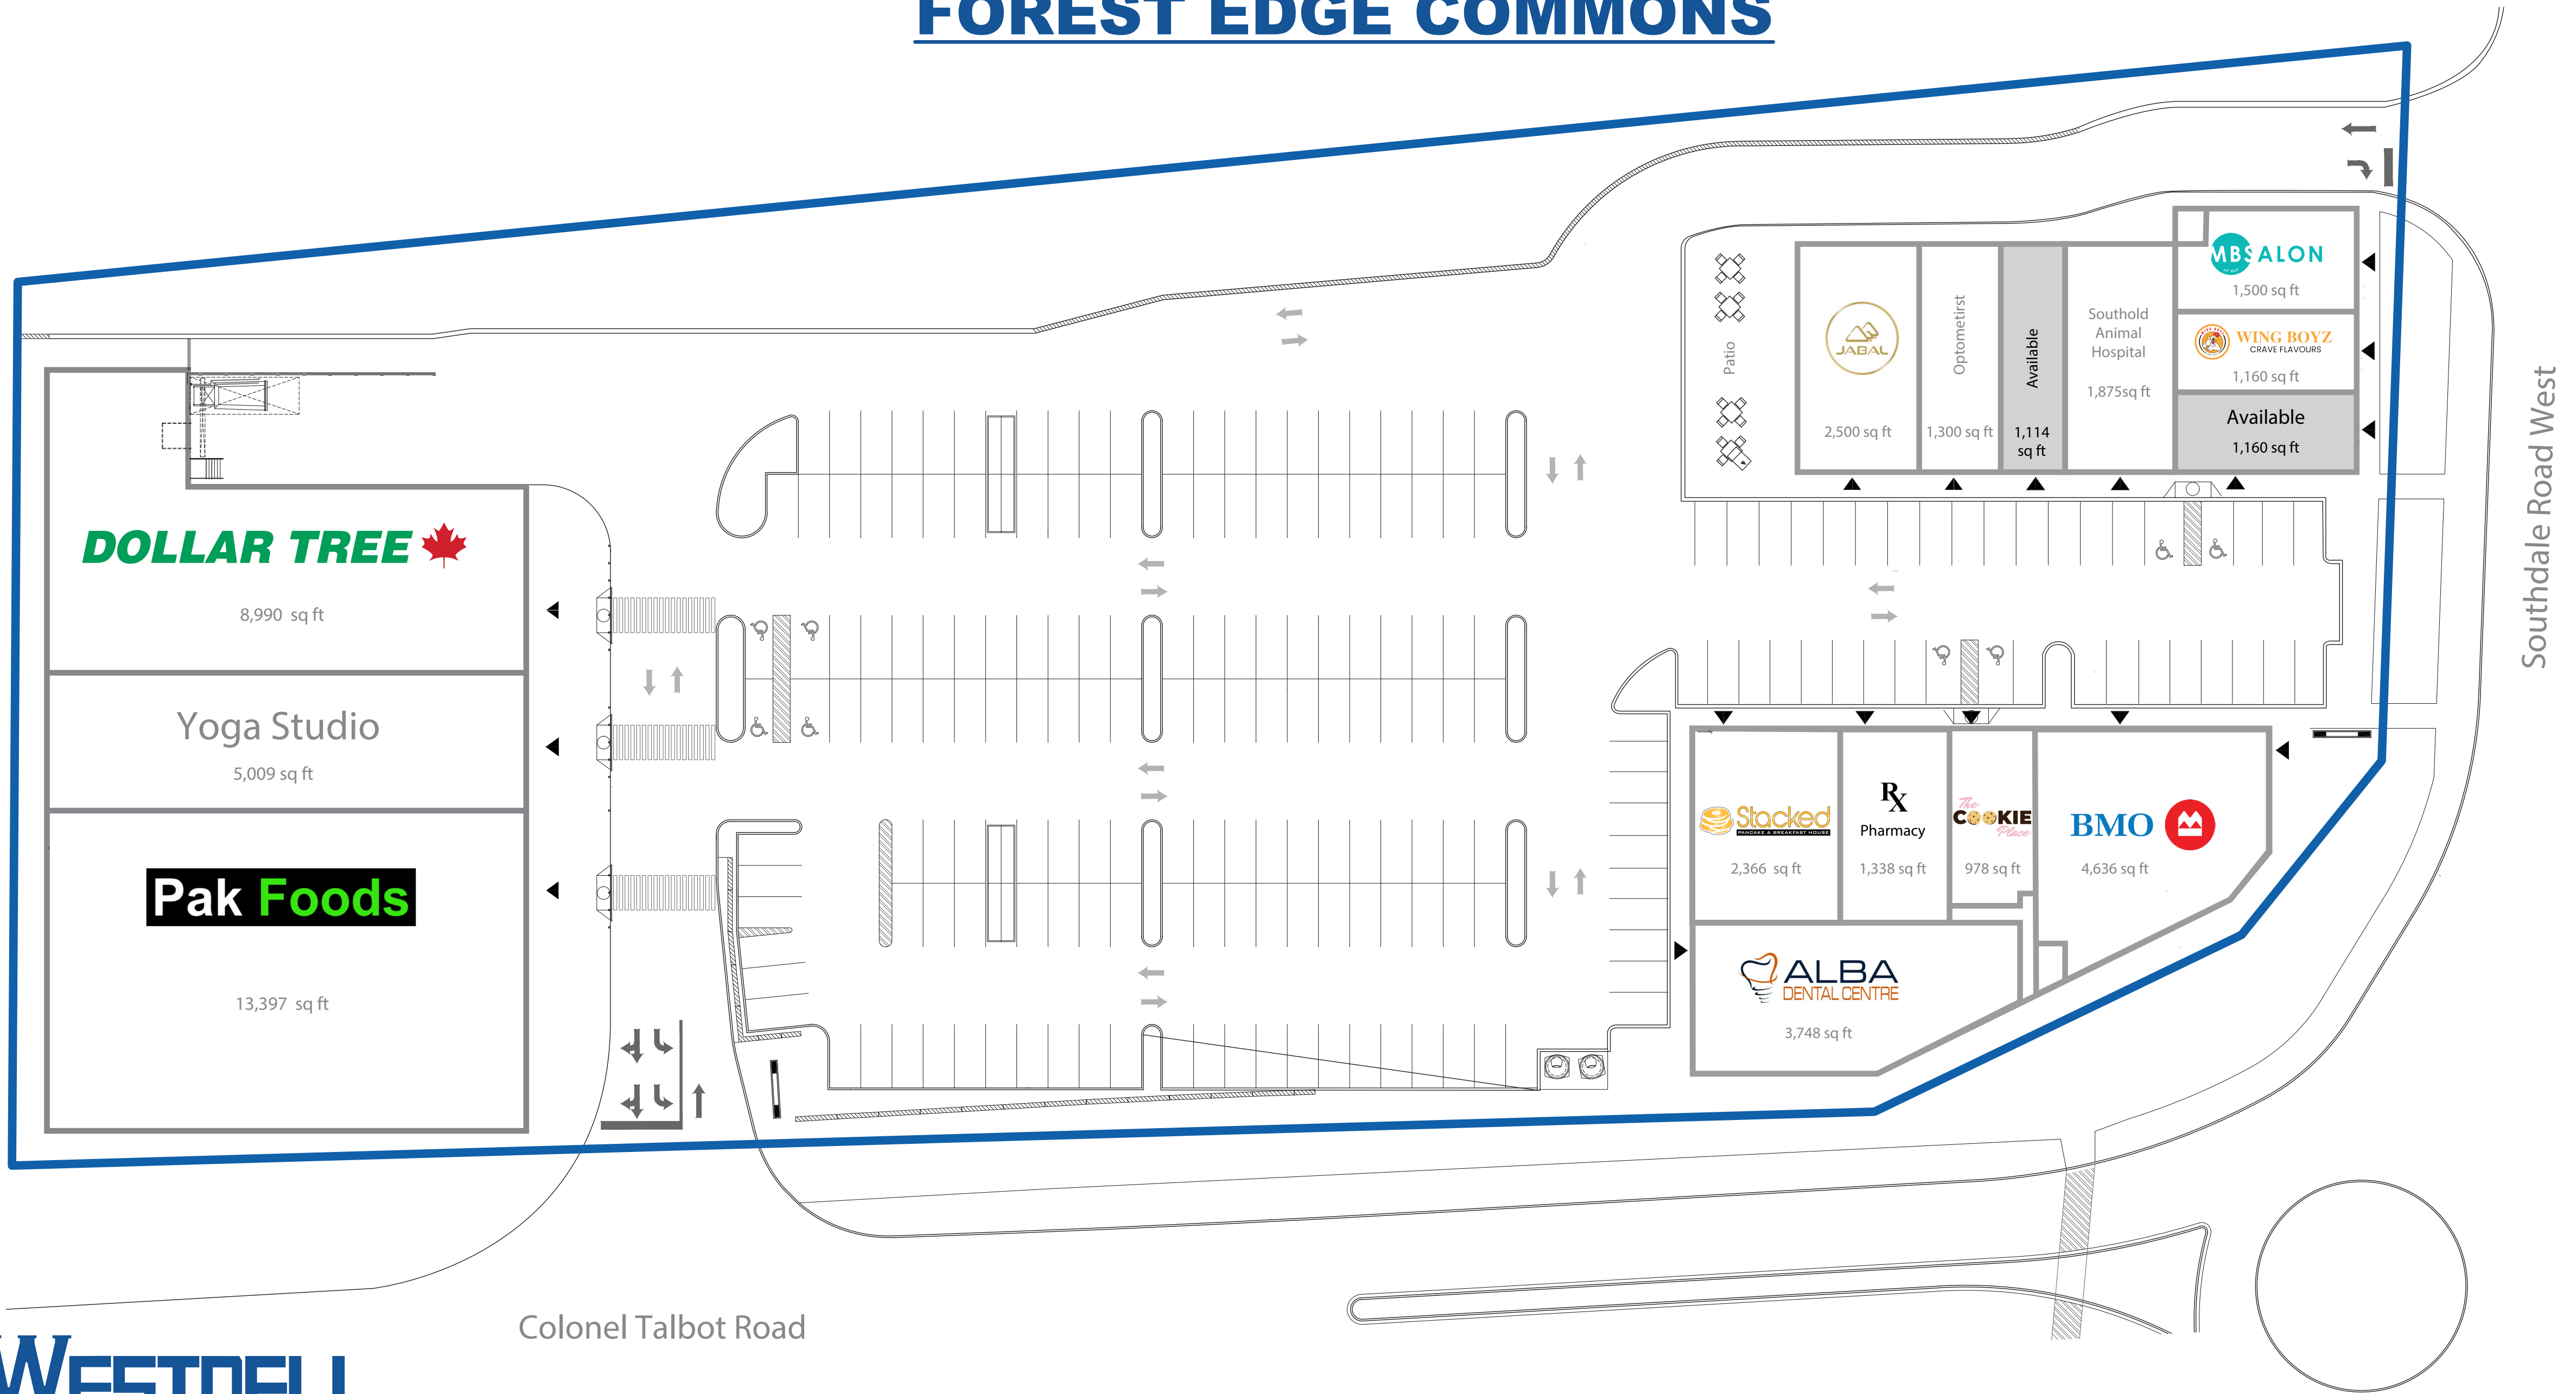 FOREST EDGE COMMONS
DOLLAR TREE
8,990 sq ft
Yoga Studio
5,009 sq ft
Pak Foods
13,397 sq ft
Patio
JABAL
2,500 sq ft
Optometirst
1,300 sq ft
Available
1,114
sq ft
Southold
Animal
Hospital
1,875sq ft
MBSALON
1,500 sq ft
WING BOYZ
CRAVE FLAVOURS
1,160 sq ft
Available
1,160 sq ft
Southdale Road West
Stacked
PANCAKE & BREAKFAST HOUSE
2,366 sq ft
Rx
Pharmacy
1,338 sq ft
The
COOKIE
Place
978 sq ft
BMO
4,636 sq ft
ALBA
DENTAL CENTRE
3,748 sq ft
Colonel Talbot Road
WESTDELL